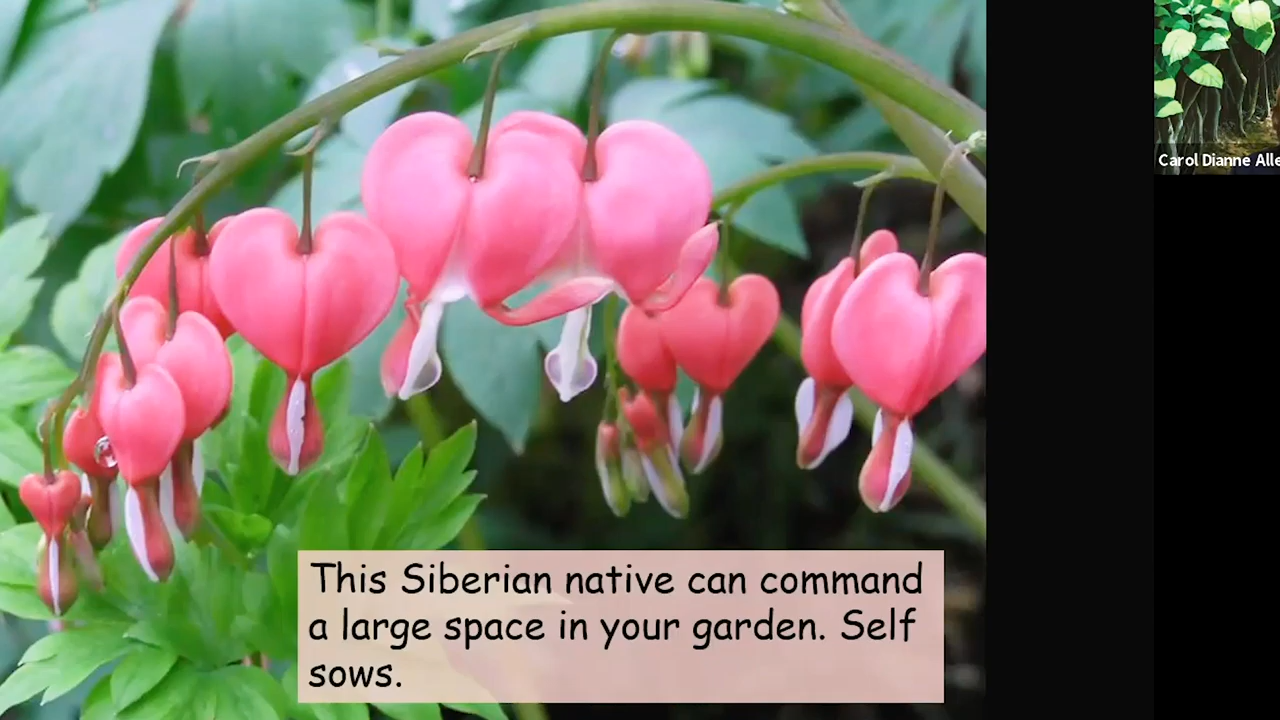 Carol Dianne Alle
This Siberian native can command
a large space in your garden. Self
sows.